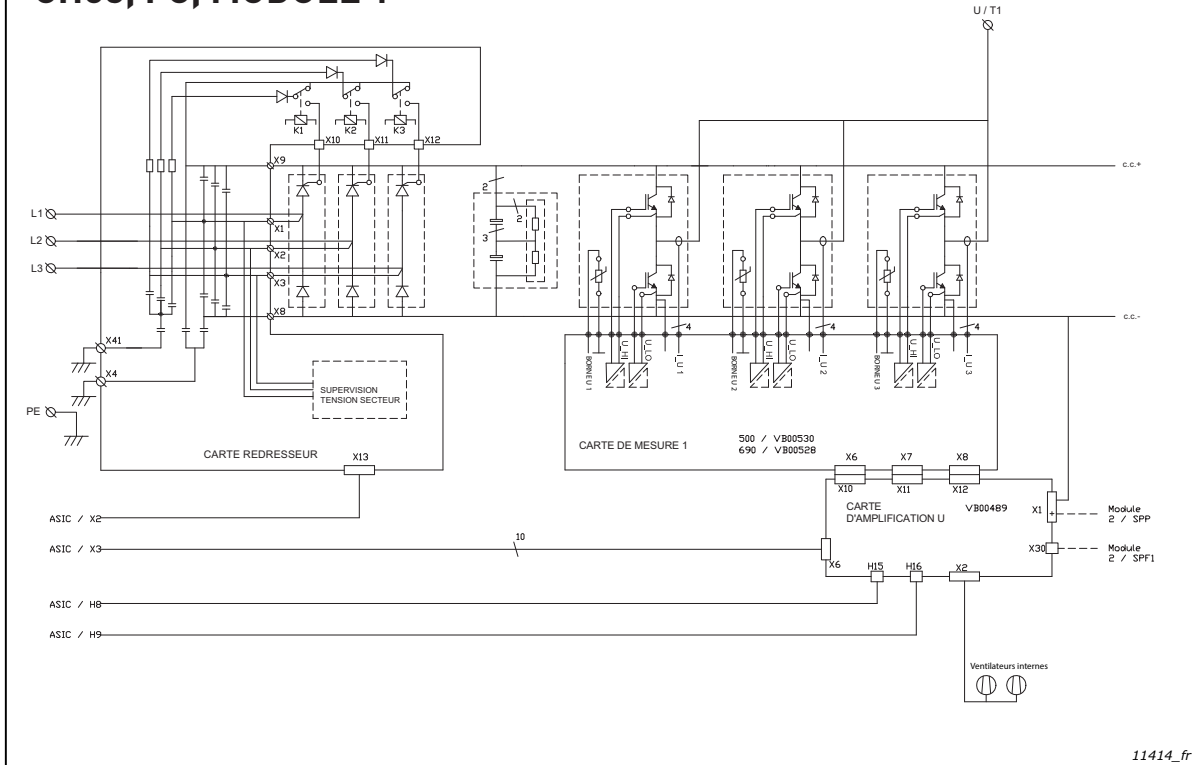 U / T1
K1
K2
K3
X10
X11
X12
X9
c.c.+
L1
X1
L2
X2
L3
X3
X8
c.c.-
2
2
3
4
4
4
X41
X4
PE
SUPERVISION
TENSION SECTEUR
CARTE REDRESSEUR
X13
BORNEU 1
U_HI
U_LO
I_U 1
BORNEU 2
U_HI
U_LO
I_U 2
BORNEU 3
U_HI
U_LO
I_U 3
CARTE DE MESURE 1
500 / VB00530
690 / VB00528
X6
X7
X8
X10
X11
X12
CARTE
D'AMPLIFICATION U
VB00489
X1
+
Module
2 / SPP
X30
Module
2 / SPF1
X6
H15
H16
X2
ASIC / X2
ASIC / X3
10
ASIC / H8
ASIC / H9
Ventilateurs internes
11414_fr